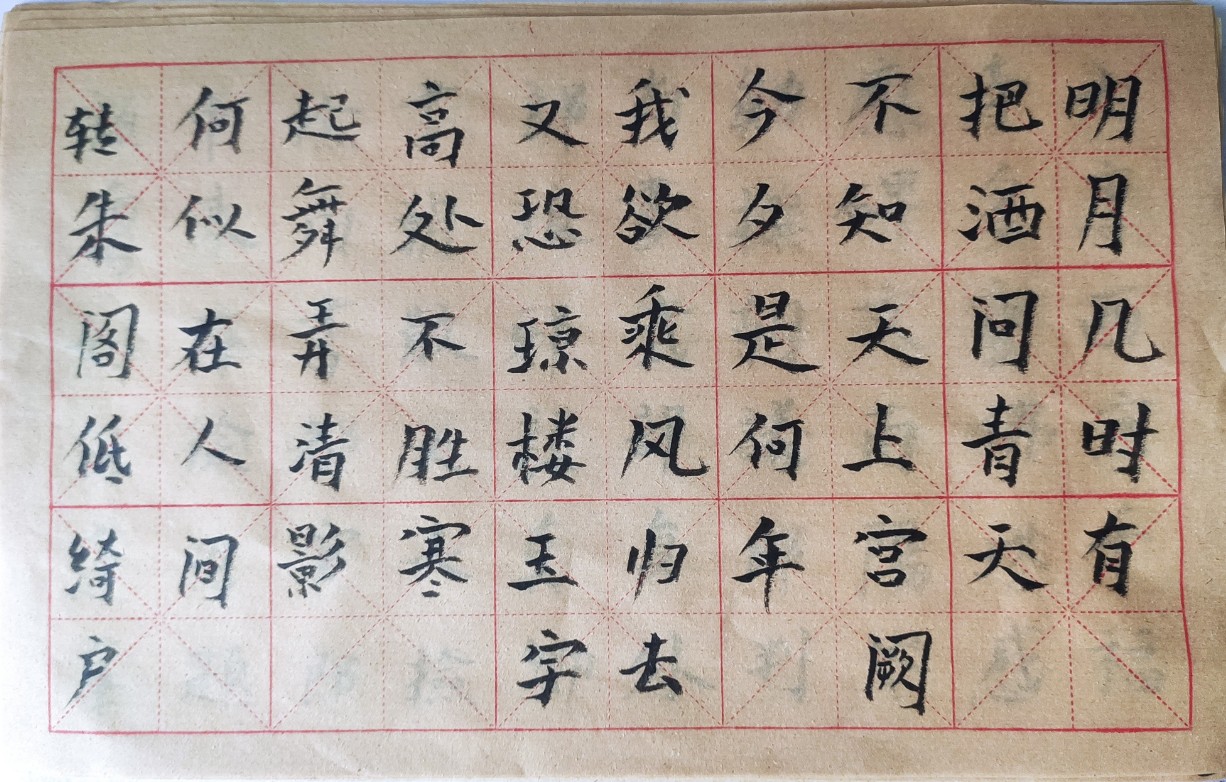 明月几时有
把酒问青天
不知天上宫阙
今夕是何年
我欲乘风归去
又恐琼楼玉宇
高处不胜寒
起舞弄清影
何似在人间
转朱阁低绮户